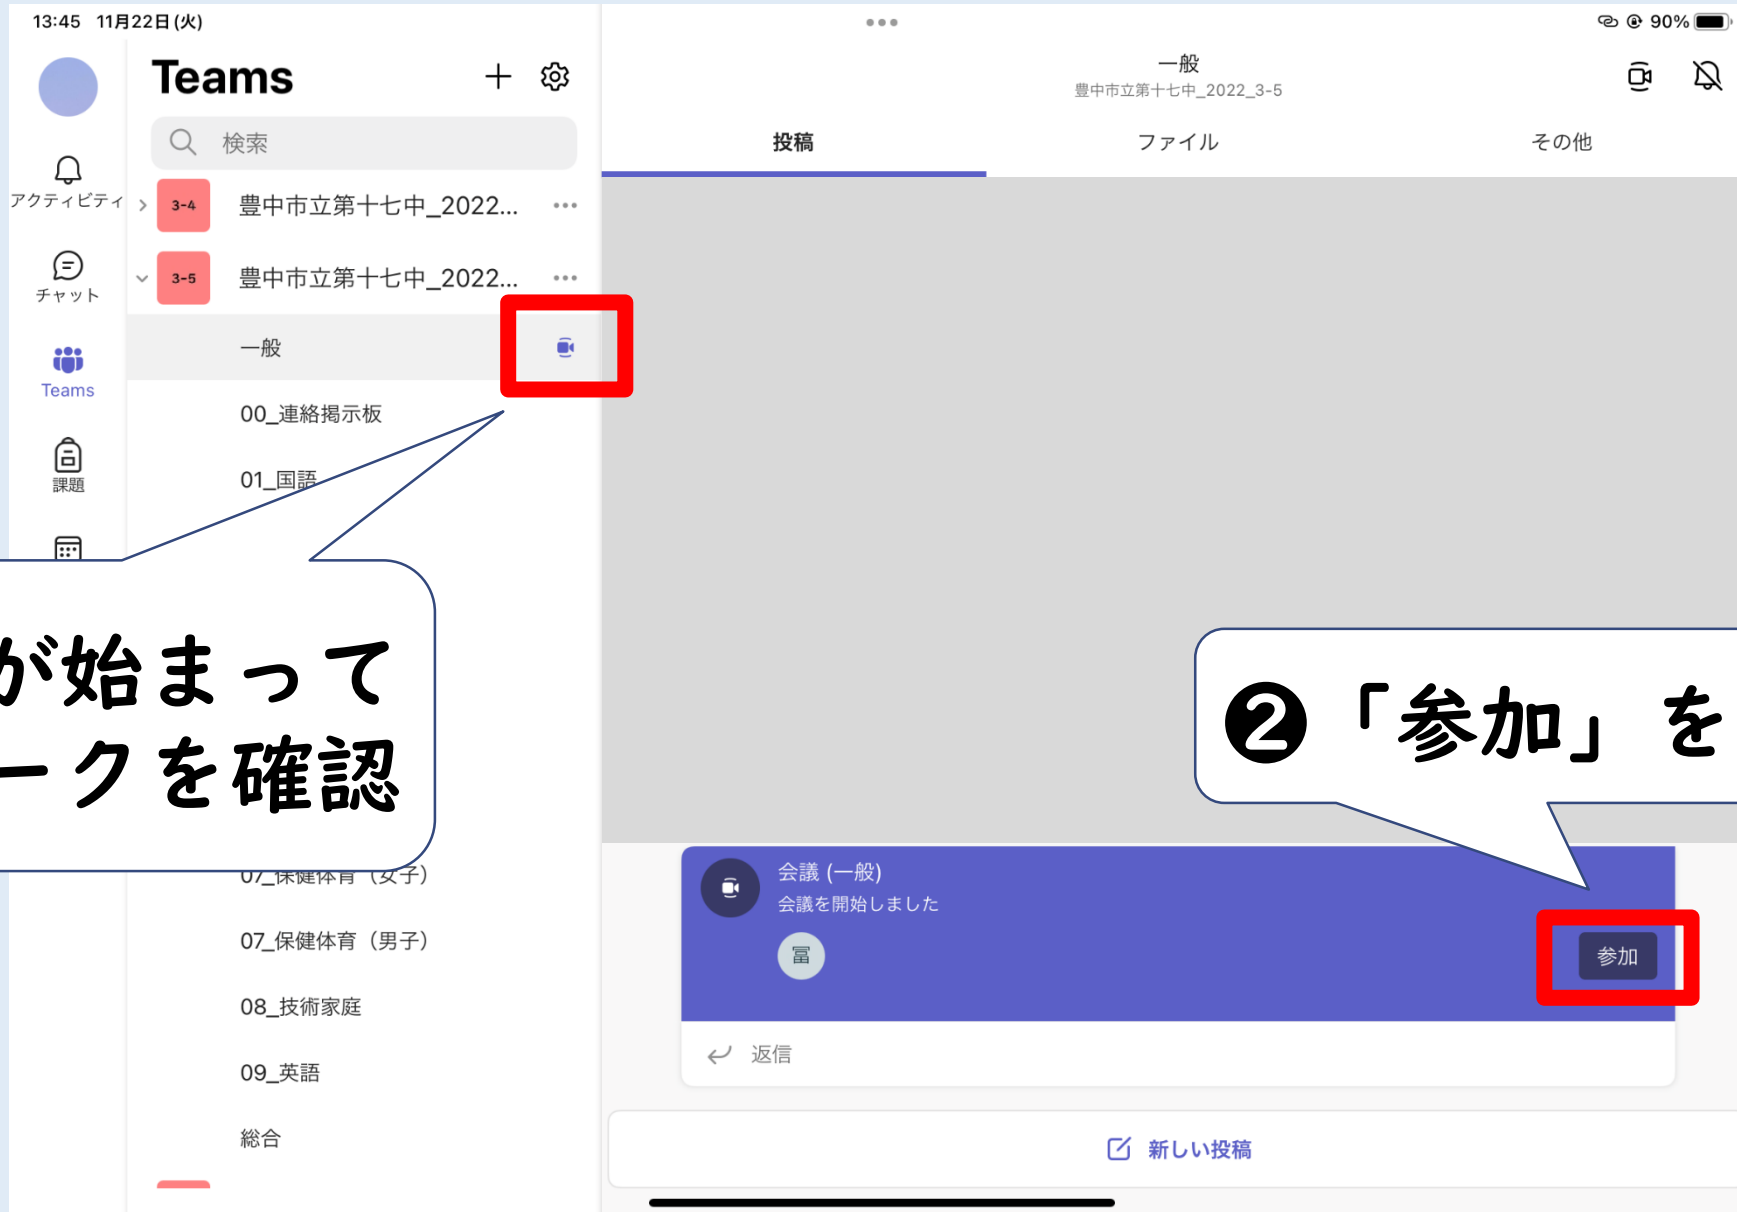 13:45 11月22日(火)
90%
Teams
検索
アクティビティ
チャット
Teams
課題
3-4 豊中市立第十七中_2022...
3-5 豊中市立第十七中_2022...
一般
00_連絡掲示板
01_国語
が始まって
ークを確認
07_保健体育（女子）
07_保健体育（男子）
08_技術家庭
09_英語
総合
一般
豊中市立第十七中_2022_3-5
投稿 ファイル その他
❷「参加」を
会議 (一般)
会議を開始しました
冨
参加
返信
新しい投稿